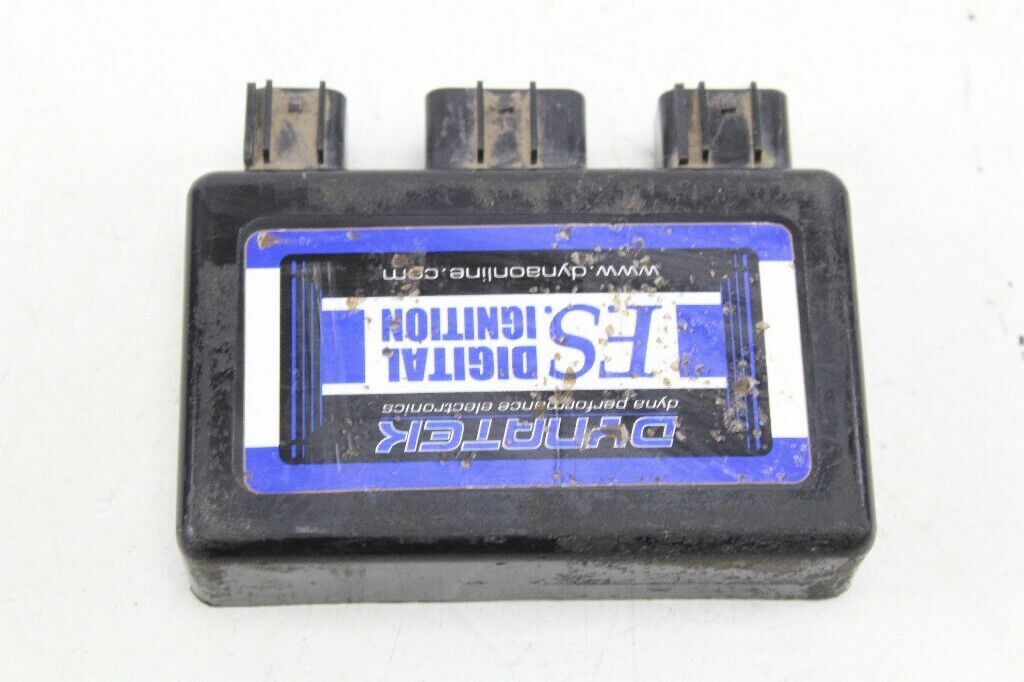 DYNATEK
dyna performance electronics
FS DIGITAL
IGNITION
www.dynaonline.com